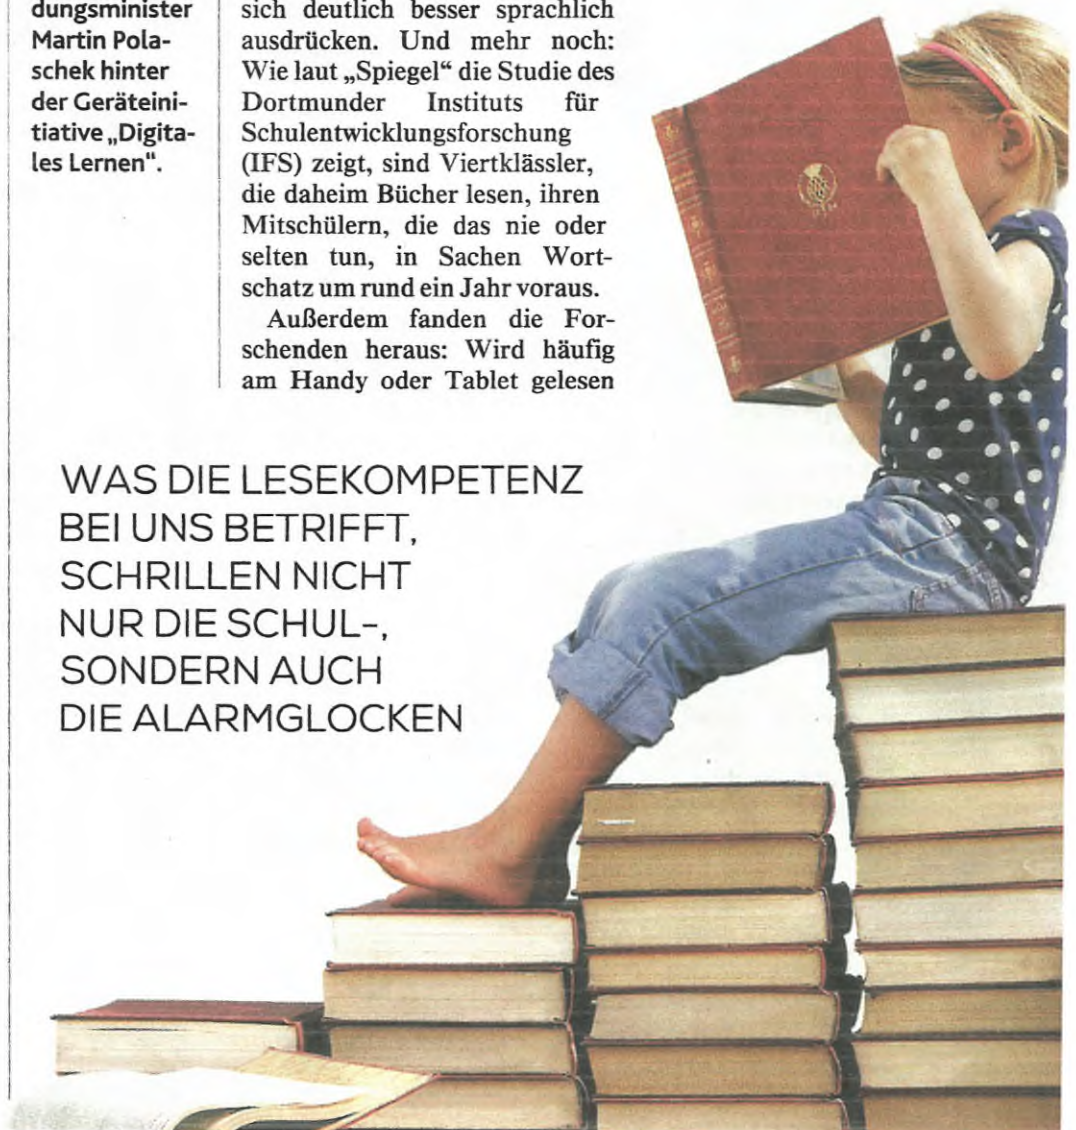 dungsminister
Martin Pola-
schek hinter
der Geräteini-
tiative „Digita-
les Lernen".
sich deutlich besser sprachlich
ausdrücken. Und mehr noch:
Wie laut „Spiegel“ die Studie des
Dortmunder Instituts für
Schulentwicklungsforschung
(IFS) zeigt, sind Viertklässler,
die daheim Bücher lesen, ihren
Mitschülern, die das nie oder
selten tun, in Sachen Wort-
schatz um rund ein Jahr voraus.
Außerdem fanden die For-
schenden heraus: Wird häufig
am Handy oder Tablet gelesen
WAS DIE LESEKOMPETENZ
BEI UNS BETRIFFT,
SCHRILLEN NICHT
NUR DIE SCHUL-,
SONDERN AUCH
DIE ALARMGLOCKEN